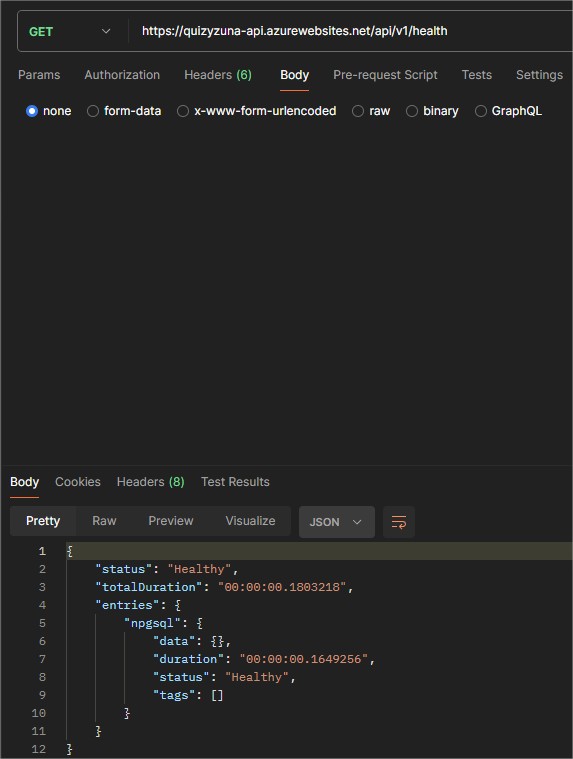 GET https://quizyzuna-api.azurewebsites.net/api/v1/health
Params Authorization Headers (6) Body Pre-request Script Tests Settings
none form-data x-www-form-urlencoded raw binary GraphQL
Body Cookies Headers (8) Test Results
Pretty Raw Preview Visualize JSON
1 {
2 "status": "Healthy",
3 "totalDuration": "00:00:00.1803218",
4 "entries": {
5 "npgsql": {
6 "data": {},
7 "duration": "00:00:00.1649256",
8 "status": "Healthy",
9 "tags": []
10 }
11 }
12 }